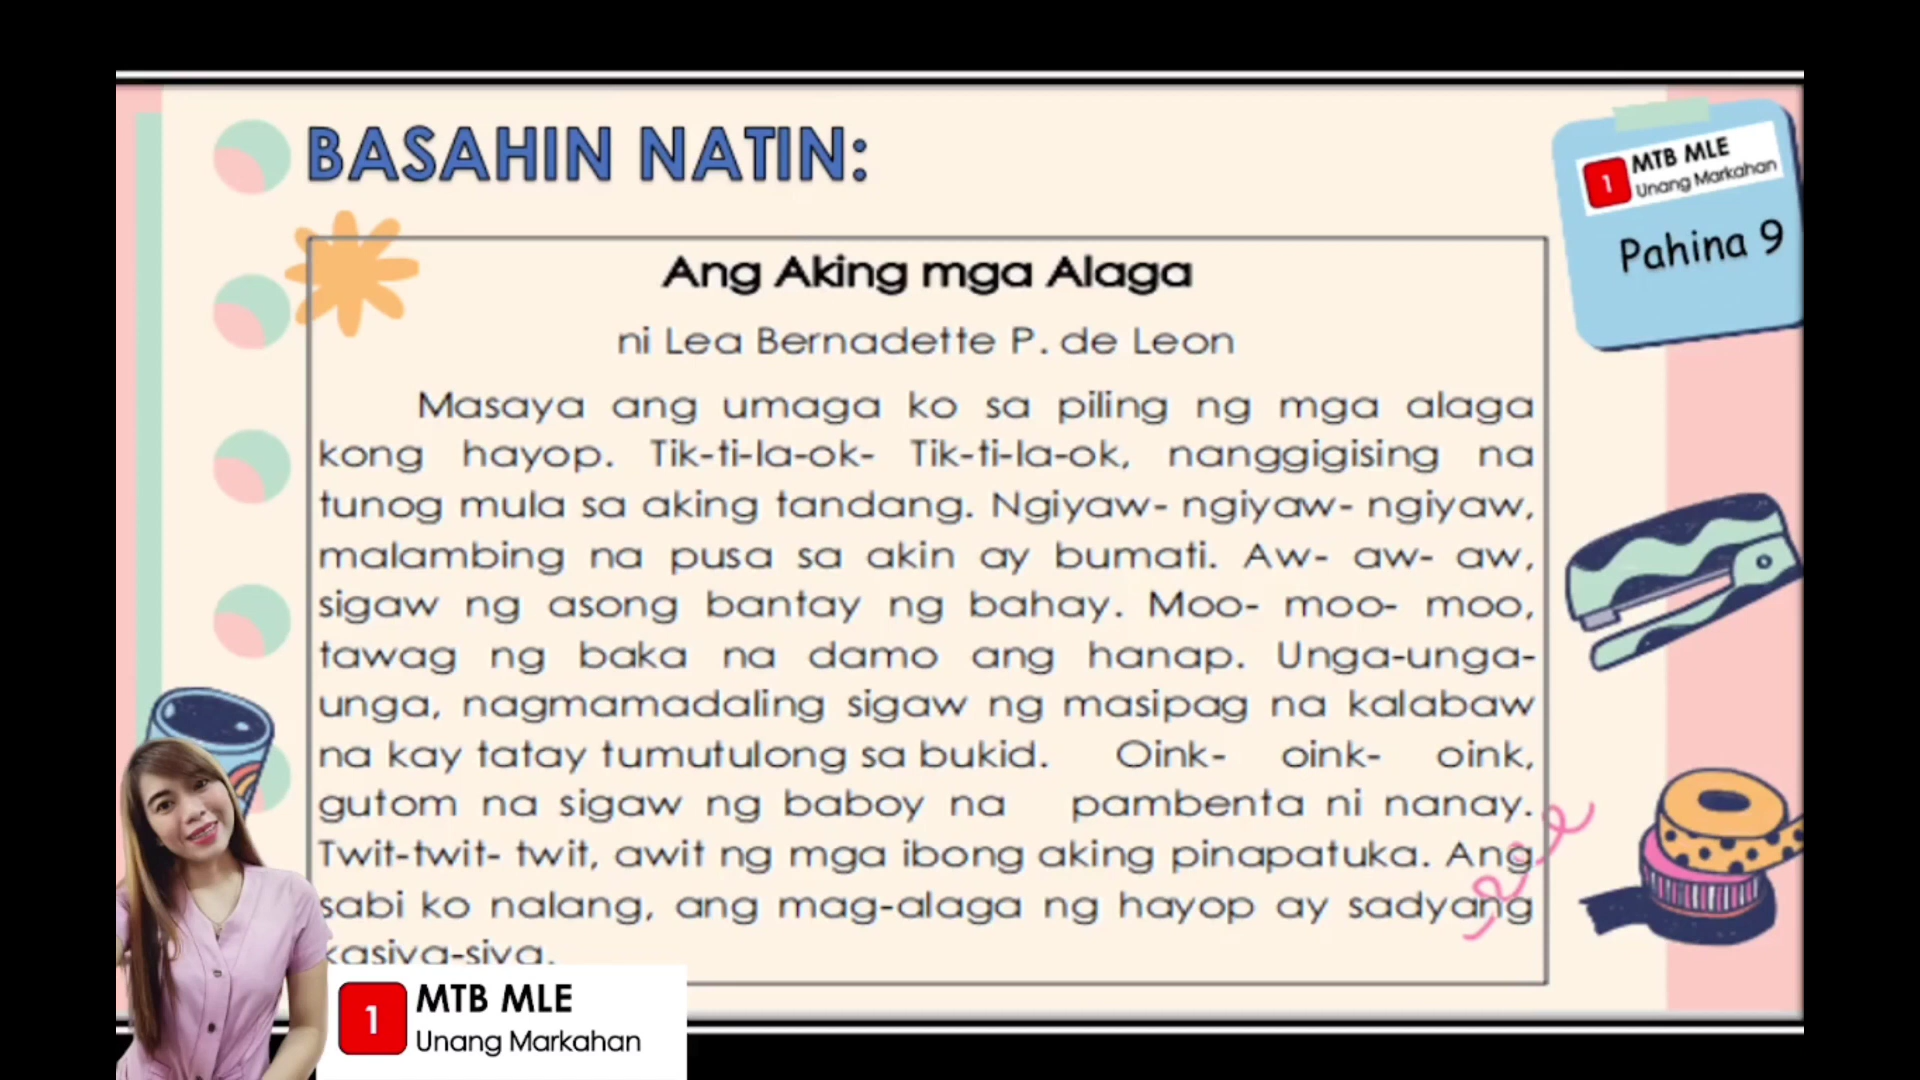 BASAHIN NATIN:
1 MTB MLE
Unang Markahan
Pahina 9
Ang Aking mga Alaga
ni Lea Bernadette P. de Leon
Masaya ang umaga ko sa piling ng mga alaga
kong hayop. Tik-ti-la-ok- Tik-ti-la-ok, nanggigising na
tunog mula sa aking tandang. Ngiyaw- ngiyaw- ngiyaw,
malambing na pusa sa akin ay bumati. Aw- aw- aw,
sigaw ng asong bantay ng bahay. Moo- moo- moo,
tawag ng baka na damo ang hanap. Unga-unga-
unga, nagmamadaling sigaw ng masipag na kalabaw
na kay tatay tumutulong sa bukid. Oink- oink- oink,
gutom na sigaw ng baboy na pambenta ni nanay.
Twit-twit- twit, awit ng mga ibong aking pinapatuka. Ang
sabi ko nalang, ang mag-alaga ng hayop ay sadyang
kasiya-siya.
1 MTB MLE
Unang Markahan